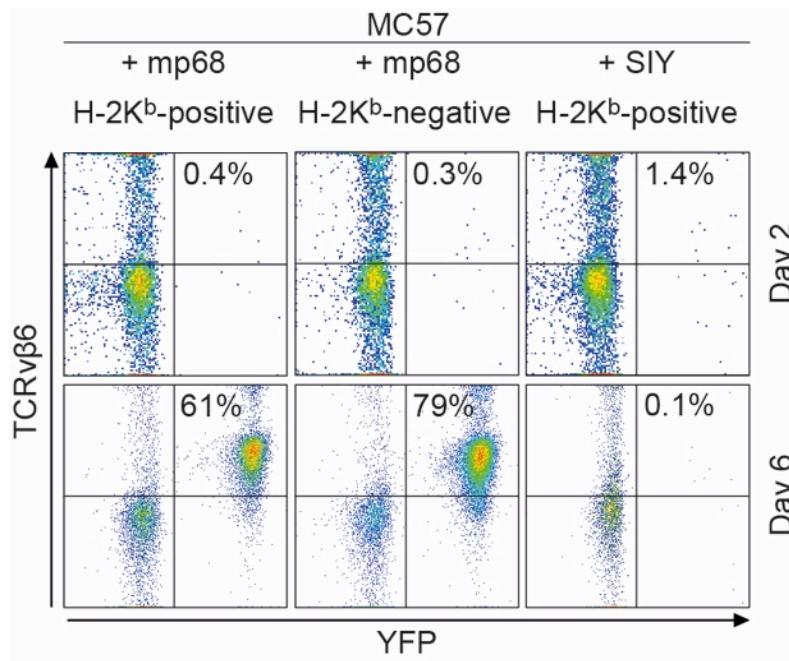 MC57
+ mp68 + mp68 + SIY
H-2Kᵇ-positive H-2Kᵇ-negative H-2Kᵇ-positive
0.4% 0.3% 1.4%
Day 2
TCRvβ6
61% 79% 0.1%
Day 6
YFP